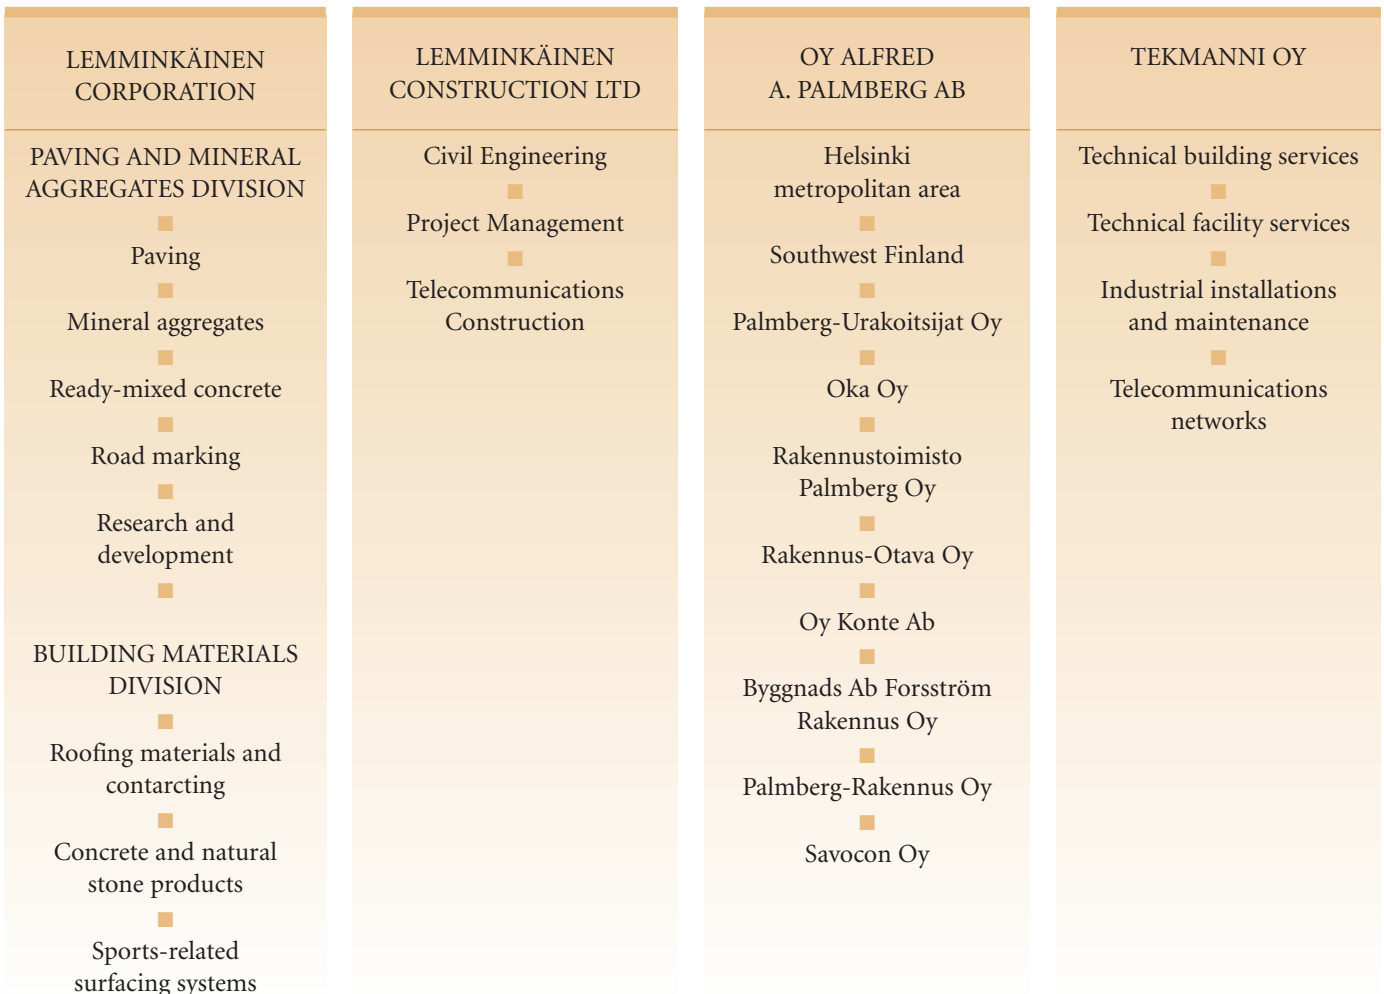 LEMMINKÄINEN
CORPORATION
PAVING AND MINERAL
AGGREGATES DIVISION
Paving
Mineral aggregates
Ready-mixed concrete
Road marking
Research and
development
BUILDING MATERIALS
DIVISION
Roofing materials and
contarcting
Concrete and natural
stone products
Sports-related
surfacing systems
LEMMINKÄINEN
CONSTRUCTION LTD
Civil Engineering
Project Management
Telecommunications
Construction
OY ALFRED
A. PALMBERG AB
Helsinki
metropolitan area
Southwest Finland
Palmberg-Urakoitsijat Oy
Oka Oy
Rakennustoimisto
Palmberg Oy
Rakennus-Otava Oy
Oy Konte Ab
Byggnads Ab Forsström
Rakennus Oy
Palmberg-Rakennus Oy
Savocon Oy
TEKMANNI OY
Technical building services
Technical facility services
Industrial installations
and maintenance
Telecommunications
networks